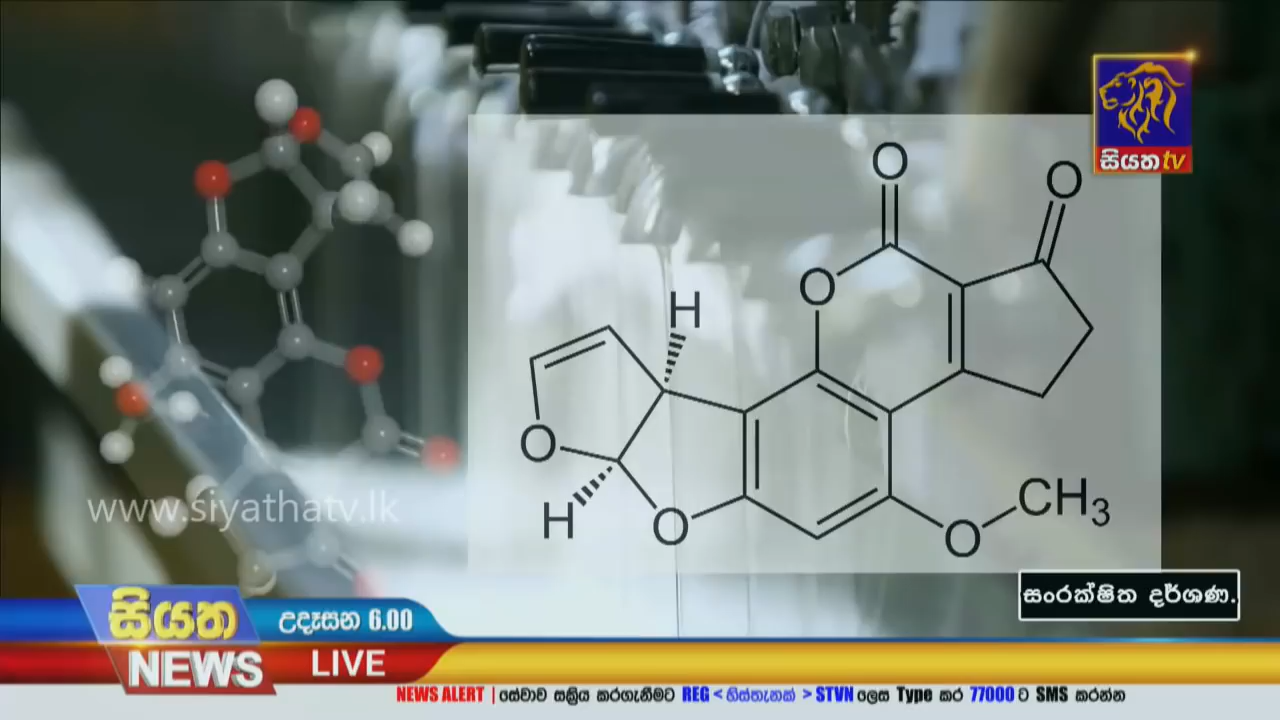 සියත tv
O
O
O
H
O
H
O
O
CH3
www.siyathatv.lk
සංරක්ෂිත දර්ශණ.
සියත
උදෑසන 6.00
NEWS
LIVE
NEWS ALERT | සේවාව සක්‍රිය කරගැනීමට REG < හිස්තැනක් > STVN ලෙස Type කර 77000 ට SMS කරන්න